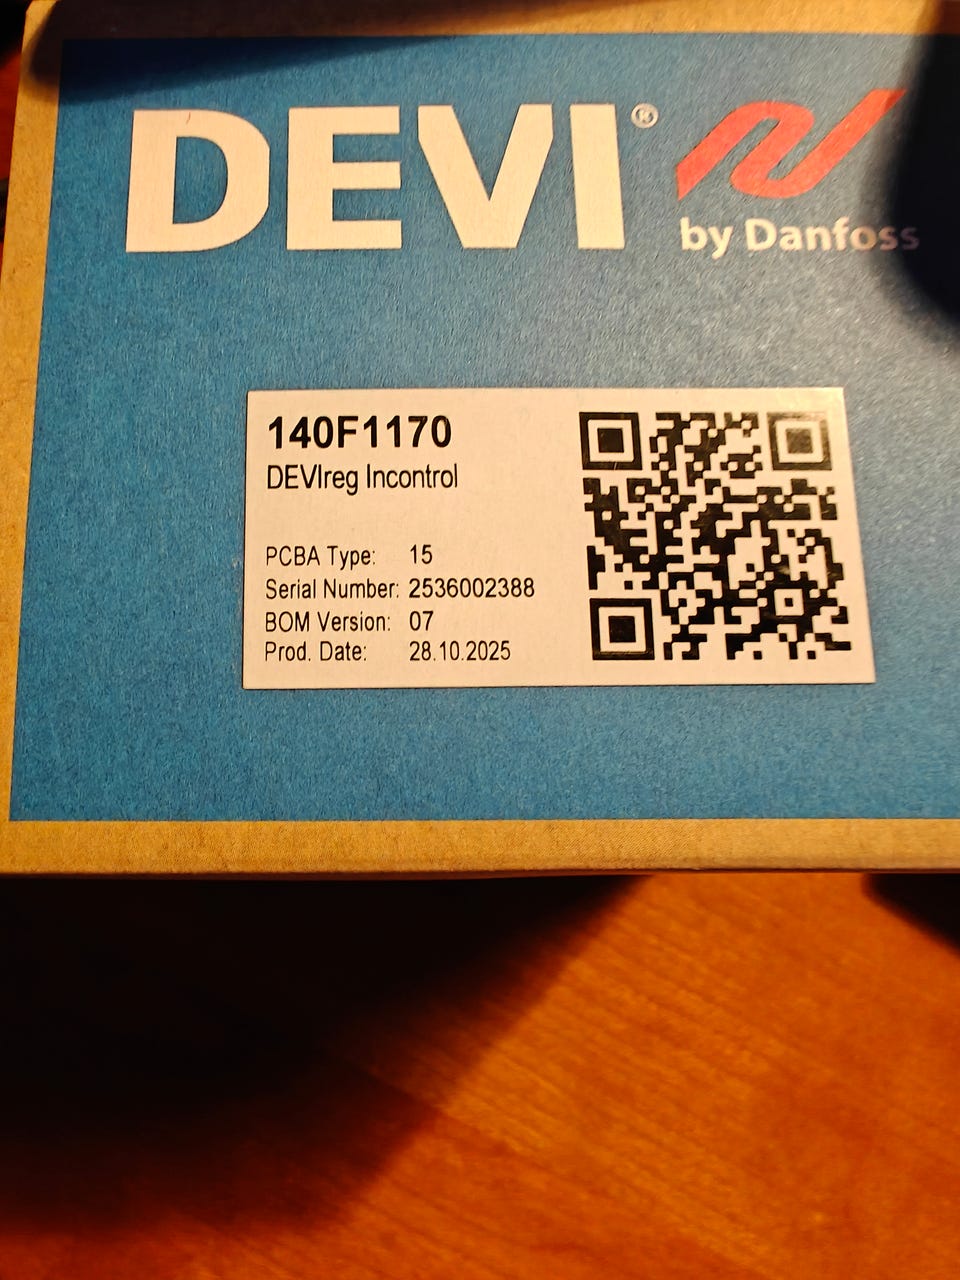 DEVI®
by Danfoss
140F1170
DEVIreg Incontrol
PCBA Type: 15
Serial Number: 2536002388
BOM Version: 07
Prod. Date: 28.10.2025